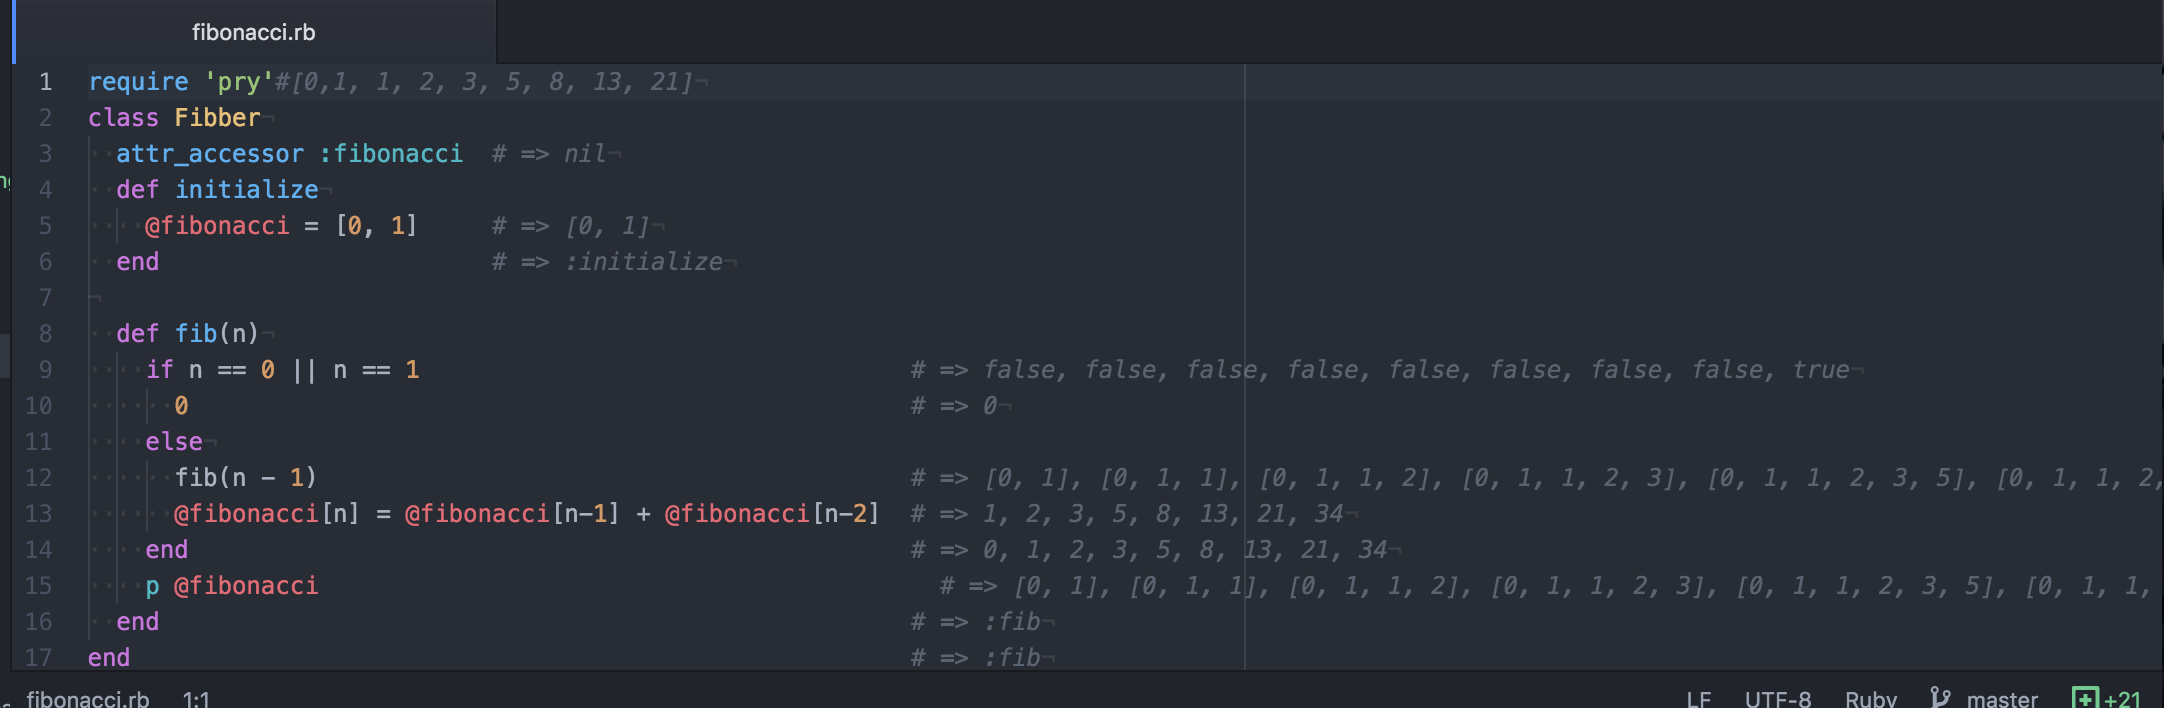 fibonacci.rb
1 require 'pry'#[0,1, 1, 2, 3, 5, 8, 13, 21]¬
2 class Fibber¬
3 ··attr_accessor :fibonacci  # => nil¬
4 ··def initialize¬
5 ····@fibonacci = [0, 1]     # => [0, 1]¬
6 ··end                       # => :initialize¬
7 ¬
8 ··def fib(n)¬
9 ····if n == 0 || n == 1                                  # => false, false, false, false, false, false, false, false, true¬
10 ······0                                                  # => 0¬
11 ····else¬
12 ······fib(n - 1)                                         # => [0, 1], [0, 1, 1], [0, 1, 1, 2], [0, 1, 1, 2, 3], [0, 1, 1, 2, 3, 5], [0, 1, 1, 2,
13 ······@fibonacci[n] = @fibonacci[n-1] + @fibonacci[n-2]  # => 1, 2, 3, 5, 8, 13, 21, 34¬
14 ····end                                                  # => 0, 1, 2, 3, 5, 8, 13, 21, 34¬
15 ····p @fibonacci                                           # => [0, 1], [0, 1, 1], [0, 1, 1, 2], [0, 1, 1, 2, 3], [0, 1, 1, 2, 3, 5], [0, 1, 1,
16 ··end                                                    # => :fib¬
17 end                                                      # => :fib¬
fibonacci.rb 1:1 LF UTF-8 Ruby master +21